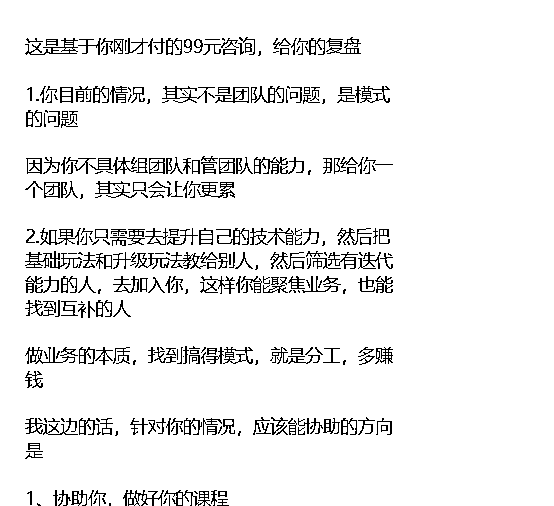 这是基于你刚才付的99元咨询，给你的复盘
1.你目前的情况，其实不是团队的问题，是模式
的问题
因为你不具体组团队和管团队的能力，那给你一
个团队，其实只会让你更累
2.如果你只需要去提升自己的技术能力，然后把
基础玩法和升级玩法教给别人，然后筛选有迭代
能力的人，去加入你，这样你能聚焦业务，也能
找到互补的人
做业务的本质，找到搞得模式，就是分工，多赚
钱
我这边的话，针对你的情况，应该能协助的方向
是
1、协助你，做好你的课程